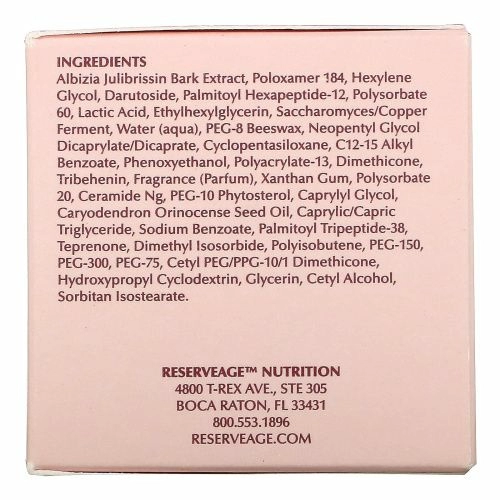 INGREDIENTS
Albizia Julibrissin Bark Extract, Poloxamer 184, Hexylene
Glycol, Darutoside, Palmitoyl Hexapeptide-12, Polysorbate
60, Lactic Acid, Ethylhexylglycerin, Saccharomyces/Copper
Ferment, Water (aqua), PEG-8 Beeswax, Neopentyl Glycol
Dicaprylate/Dicaprate, Cyclopentasiloxane, C12-15 Alkyl
Benzoate, Phenoxyethanol, Polyacrylate-13, Dimethicone,
Tribehenin, Fragrance (Parfum), Xanthan Gum, Polysorbate
20, Ceramide Ng, PEG-10 Phytosterol, Caprylyl Glycol,
Caryodendron Orinocense Seed Oil, Caprylic/Capric
Triglyceride, Sodium Benzoate, Palmitoyl Tripeptide-38,
Teprenone, Dimethyl Isosorbide, Polyisobutene, PEG-150,
PEG-300, PEG-75, Cetyl PEG/PPG-10/1 Dimethicone,
Hydroxypropyl Cyclodextrin, Glycerin, Cetyl Alcohol,
Sorbitan Isostearate.
RESERVEAGE™ NUTRITION
4800 T-REX AVE., STE 305
BOCA RATON, FL 33431
800.553.1896
RESERVEAGE.COM